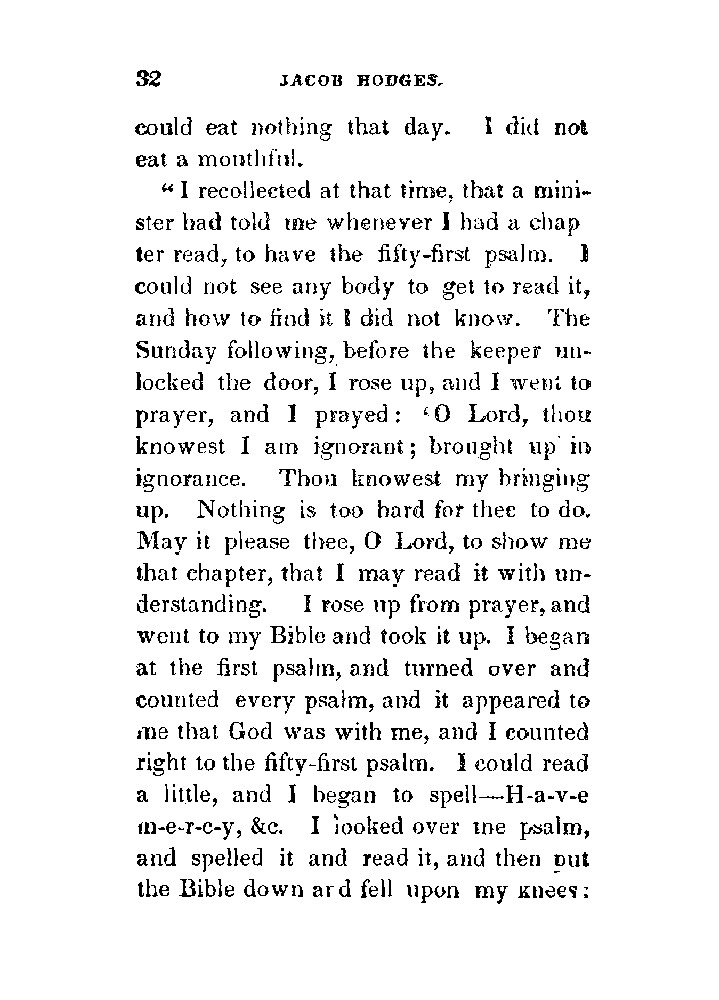 32 JACOB HODGES.
could eat nothing that day. I did not
eat a mouthful.
“ I recollected at that time, that a mini-
ster had told me whenever I had a chap
ter read, to have the fifty-first psalm. I
could not see any body to get to read it,
and how to find it I did not know. The
Sunday following, before the keeper un-
locked the door, I rose up, and I went to
prayer, and I prayed: ‘O Lord, thou
knowest I am ignorant; brought up in
ignorance. Thou knowest my bringing
up. Nothing is too hard for thee to do.
May it please thee, O Lord, to show me
that chapter, that I may read it with un-
derstanding. I rose up from prayer, and
went to my Bible and took it up. I began
at the first psalm, and turned over and
counted every psalm, and it appeared to
me that God was with me, and I counted
right to the fifty-first psalm. I could read
a little, and I began to spell—H-a-v-e
m-e-r-c-y, &c. I looked over the psalm,
and spelled it and read it, and then put
the Bible down and fell upon my knees: